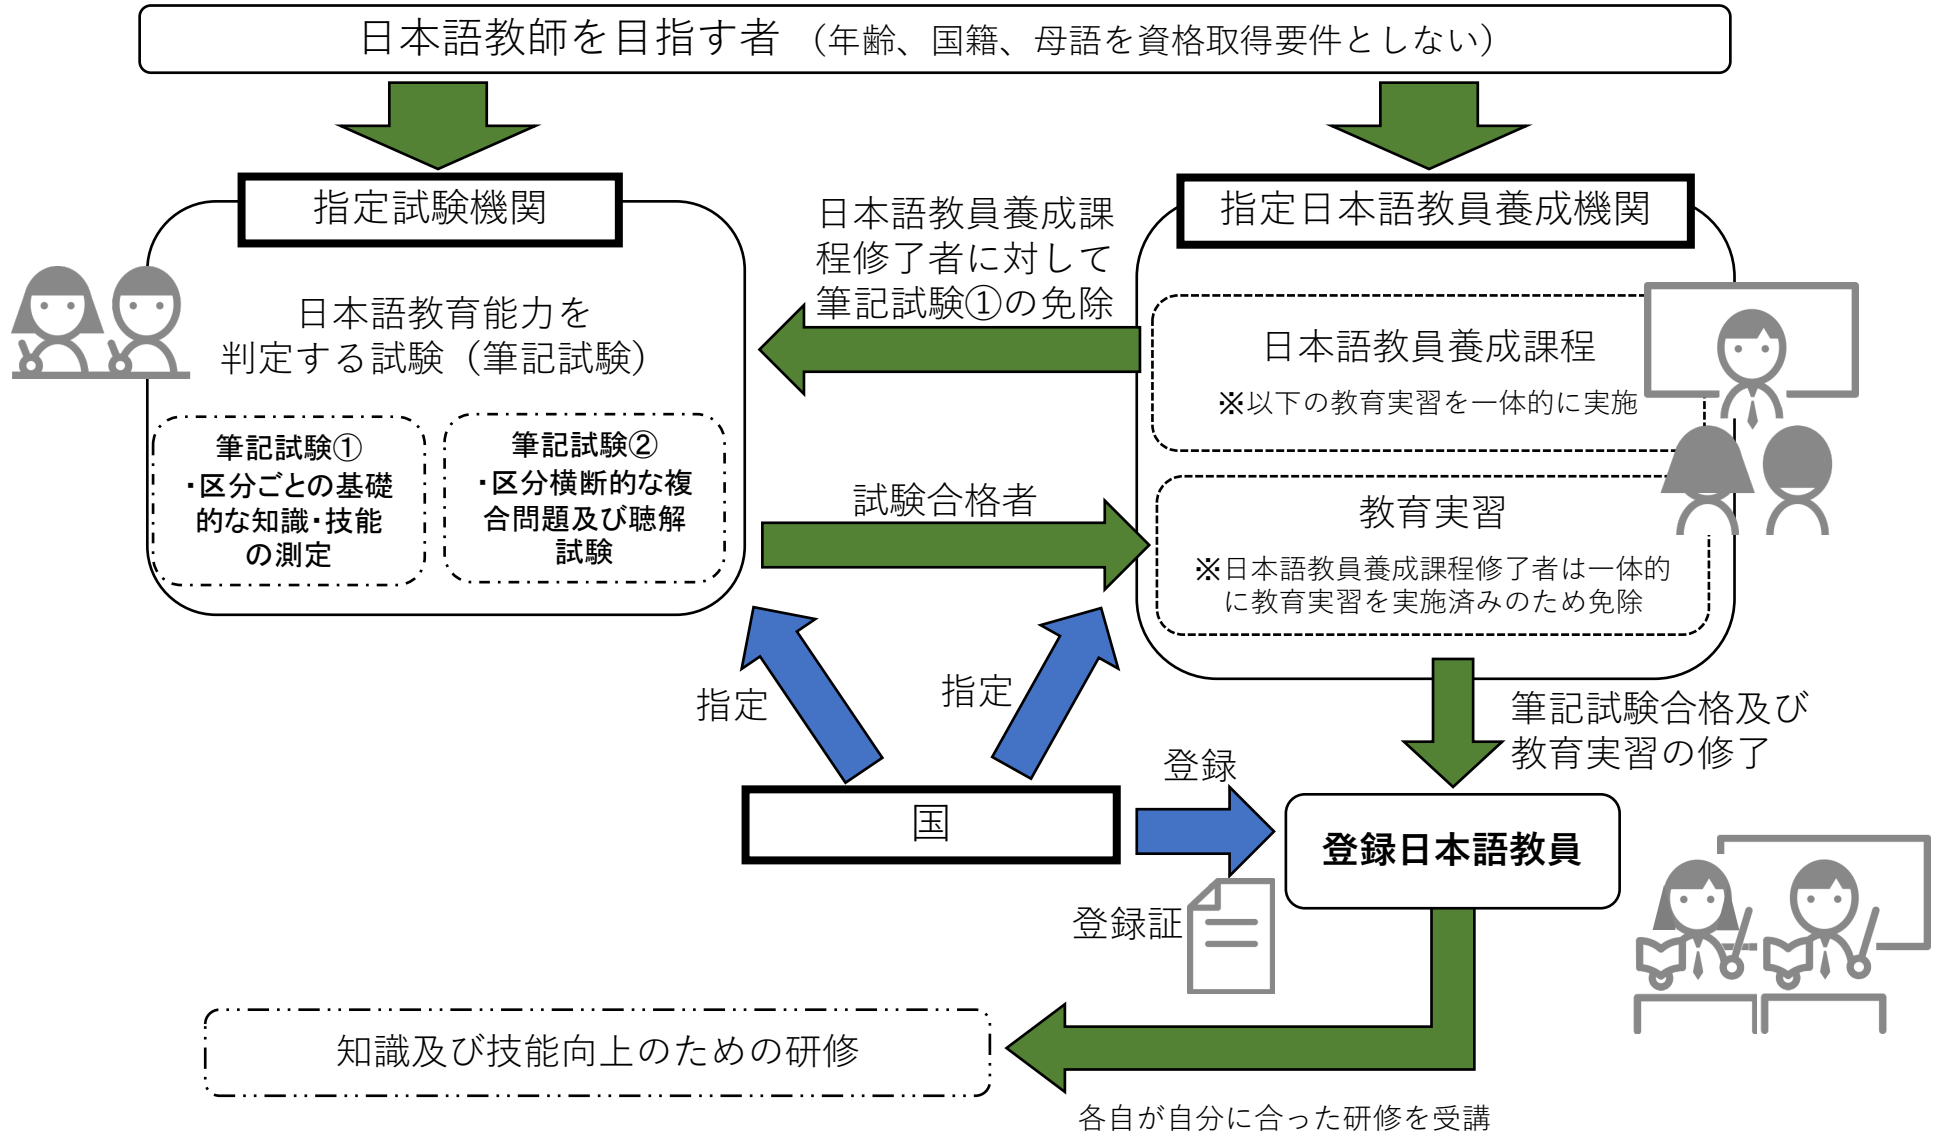 日本語教師を目指す者 （年齢、国籍、母語を資格取得要件としない）
指定試験機関
日本語教育能力を
判定する試験（筆記試験）
筆記試験①
・区分ごとの基礎
的な知識・技能
の測定
筆記試験②
・区分横断的な複
合問題及び聴解
試験
日本語教員養成課
程修了者に対して
筆記試験①の免除
試験合格者
指定日本語教員養成機関
日本語教員養成課程
※以下の教育実習を一体的に実施
教育実習
※日本語教員養成課程修了者は一体的
に教育実習を実施済みのため免除
指定
指定
筆記試験合格及び
教育実習の修了
国
登録
登録証
登録日本語教員
知識及び技能向上のための研修
各自が自分に合った研修を受講